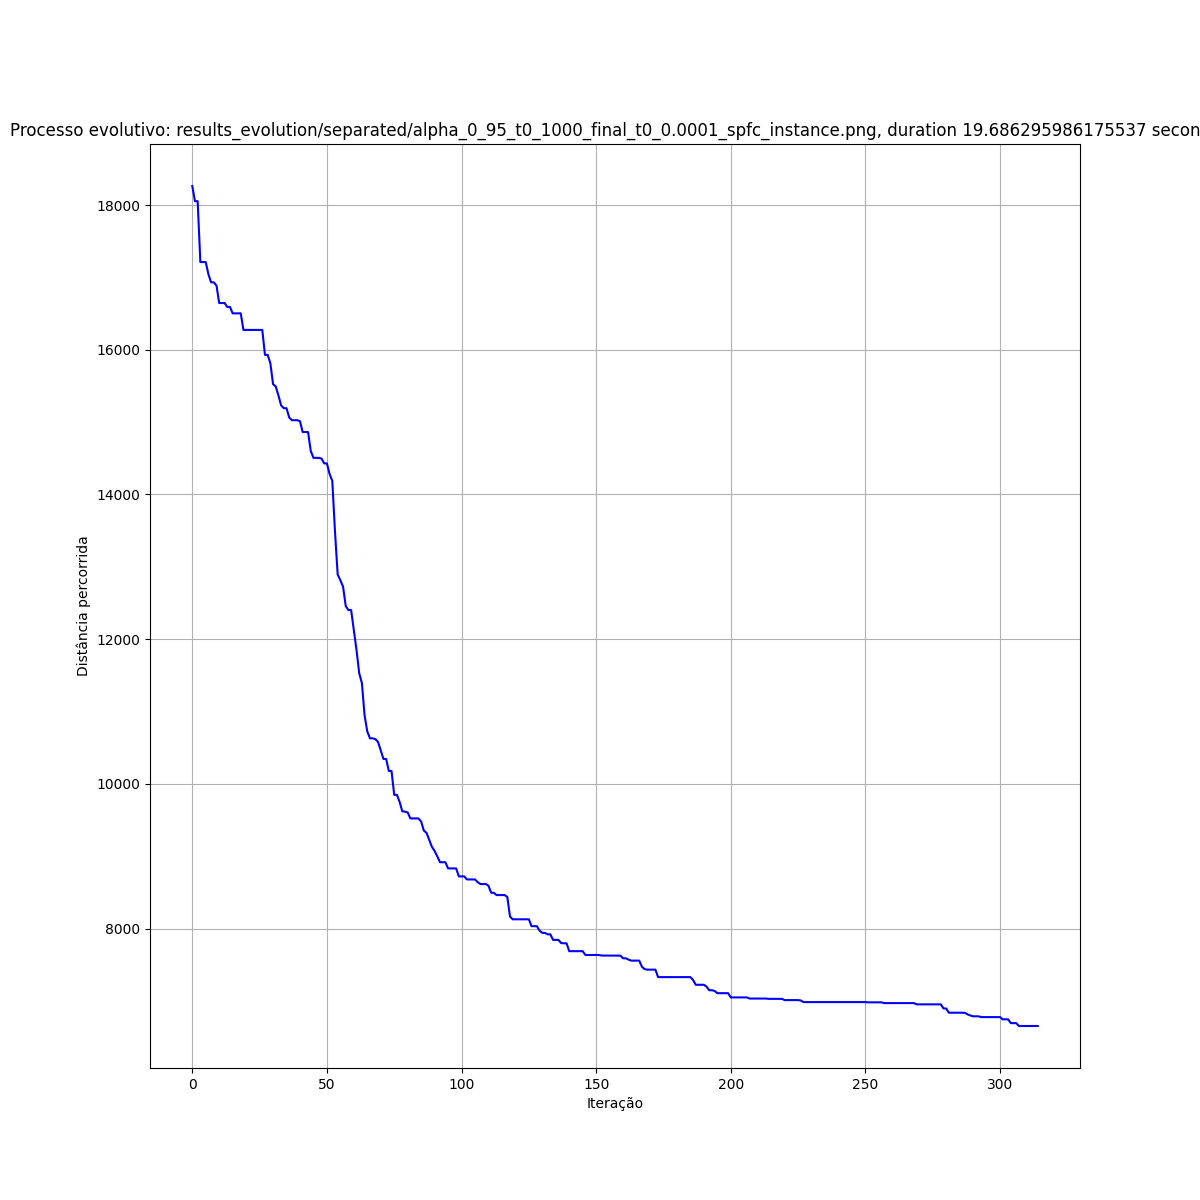 Processo evolutivo: results_evolution/separated/alpha_0_95_t0_1000_final_t0_0.0001_spfc_instance.png, duration 19.686295986175537 secon
18000
16000
14000
12000
10000
8000
Distância percorrida
0 50 100 150 200 250 300
Iteração